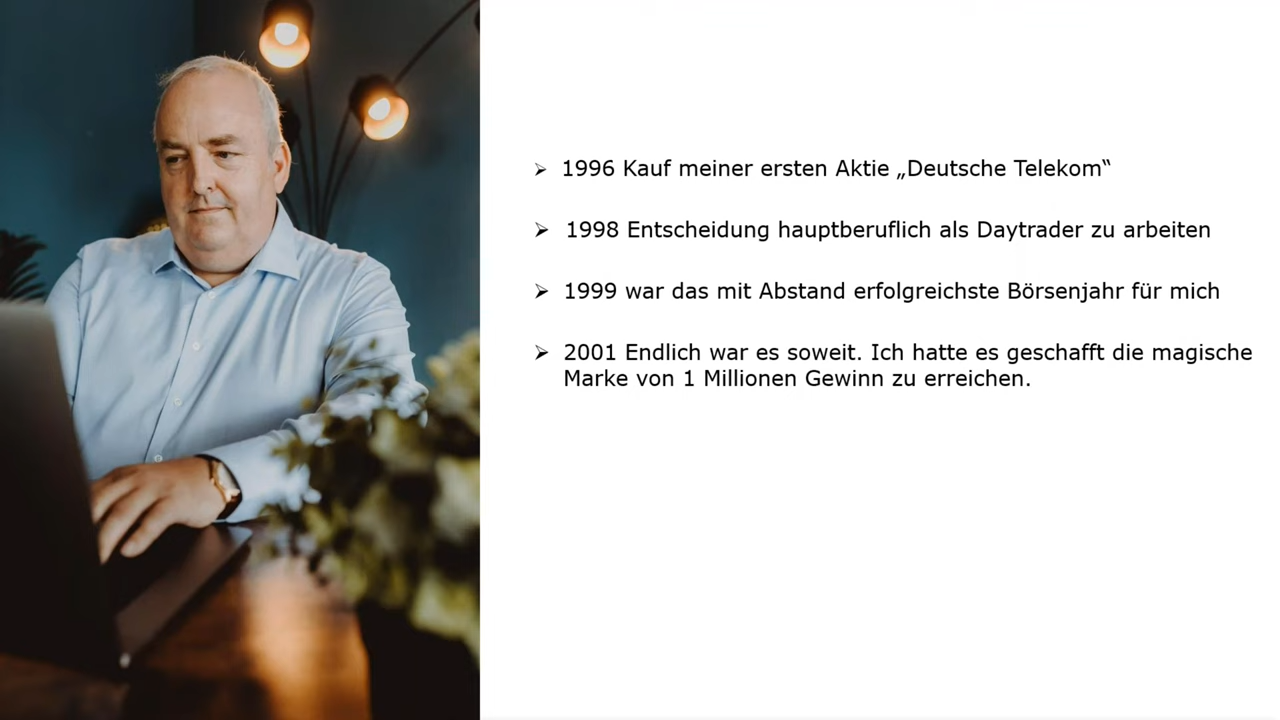 ➢ 1996 Kauf meiner ersten Aktie „Deutsche Telekom“
➢ 1998 Entscheidung hauptberuflich als Daytrader zu arbeiten
➢ 1999 war das mit Abstand erfolgreichste Börsenjahr für mich
➢ 2001 Endlich war es soweit. Ich hatte es geschafft die magische
Marke von 1 Millionen Gewinn zu erreichen.